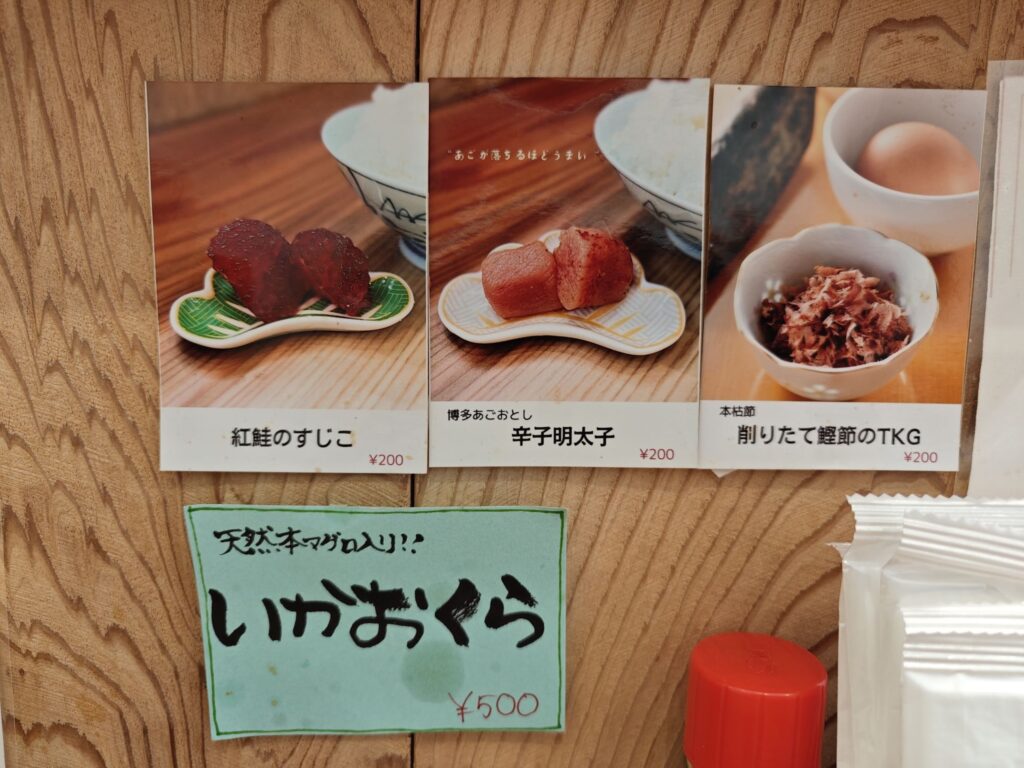 紅鮭のすじこ
¥200
"あごが落ちるほどうまい"
博多あごおとし
辛子明太子
¥200
本枯節
削りたて鰹節のTKG
¥200
天然本マグロ入り!!
いかおくら
¥500